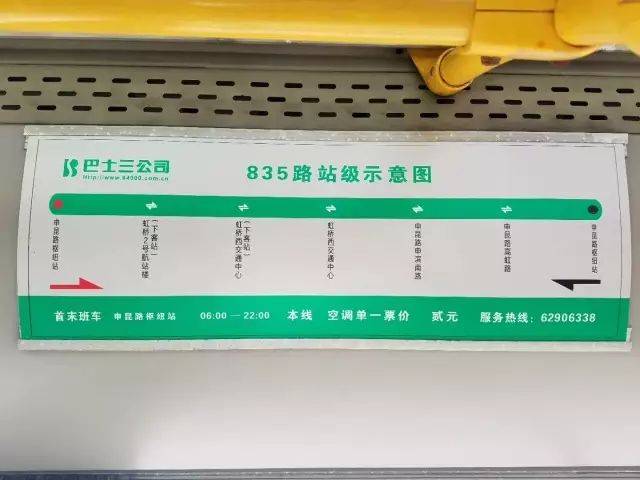 巴士三公司
Http://www.84000.com.cn
835路站级示意图
申昆路枢纽站
虹桥2号航站楼
（下客站）
虹桥西交通中心
（下客站）
虹桥西交通中心
申昆路申滨南路
申昆路高虹路
申昆路枢纽站
首末班车 申昆路枢纽站 06:00—22:00 本线 空调单一票价 贰元 服务热线：62906338